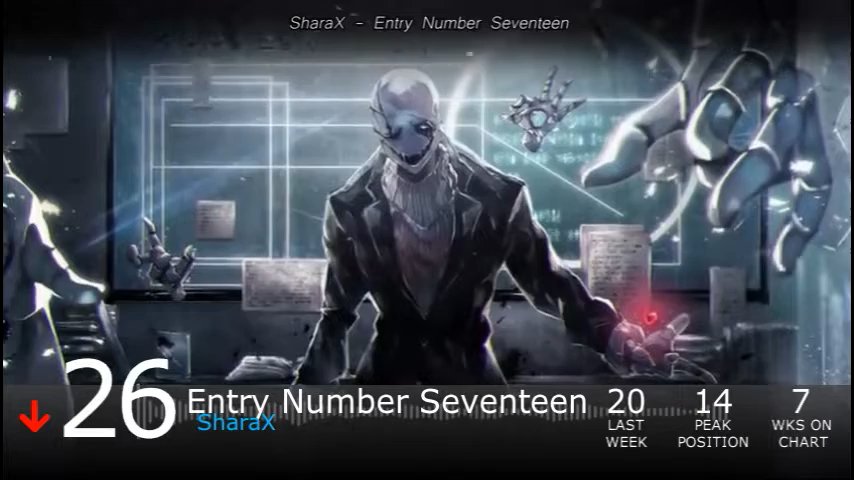 SharaX - Entry Number Seventeen
26
Entry Number Seventeen
SharaX
20
LAST
WEEK
14
PEAK
POSITION
7
WKS ON
CHART